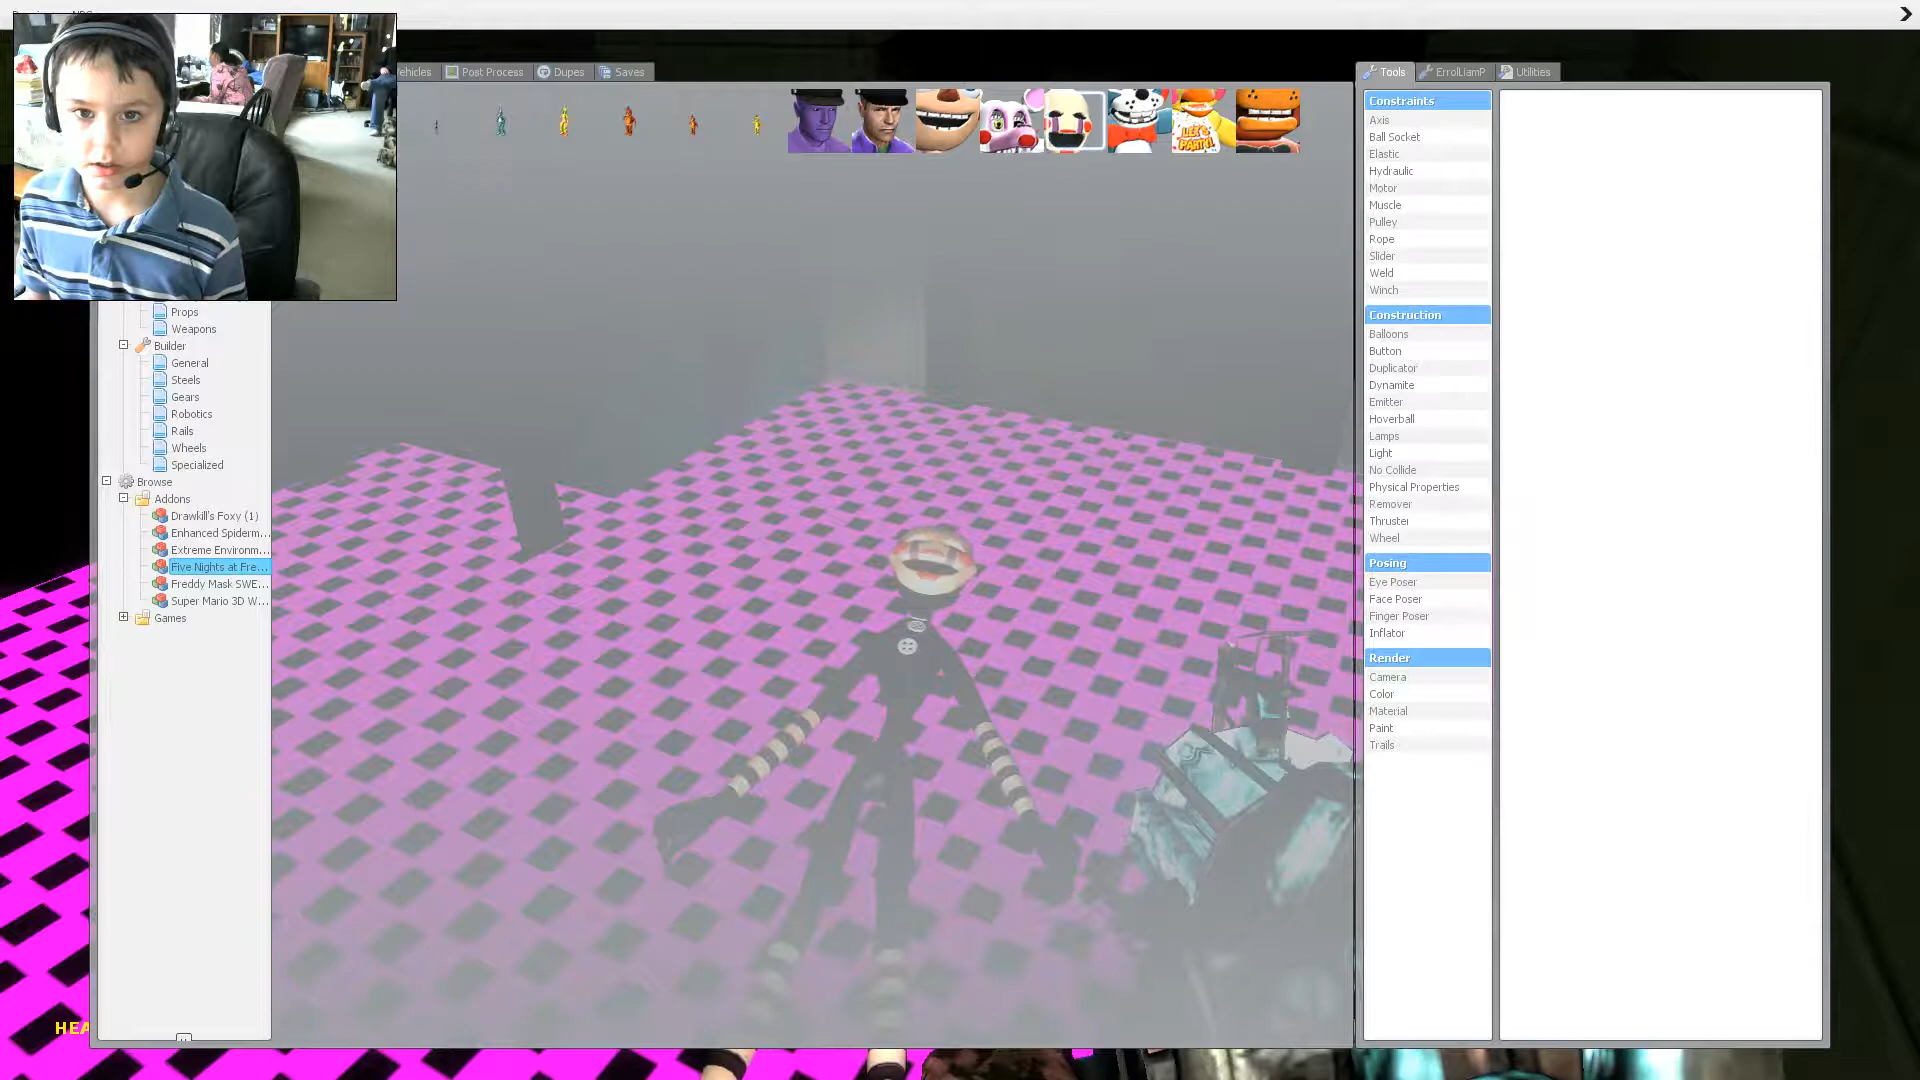 ehicles Post Process Dupes Saves
Tools ErrolLiamP Utilities
Props
Weapons
Builder
General
Steels
Gears
Robotics
Rails
Wheels
Specialized
Browse
Addons
Drawkill's Foxy (1)
Enhanced Spiderm...
Extreme Environm...
Five Nights at Fre...
Freddy Mask SWE...
Super Mario 3D W...
Games
HEA
LET'S
PARTY!
Constraints
Axis
Ball Socket
Elastic
Hydraulic
Motor
Muscle
Pulley
Rope
Slider
Weld
Winch
Construction
Balloons
Button
Duplicator
Dynamite
Emitter
Hoverball
Lamps
Light
No Collide
Physical Properties
Remover
Thruster
Wheel
Posing
Eye Poser
Face Poser
Finger Poser
Inflator
Render
Camera
Color
Material
Paint
Trails